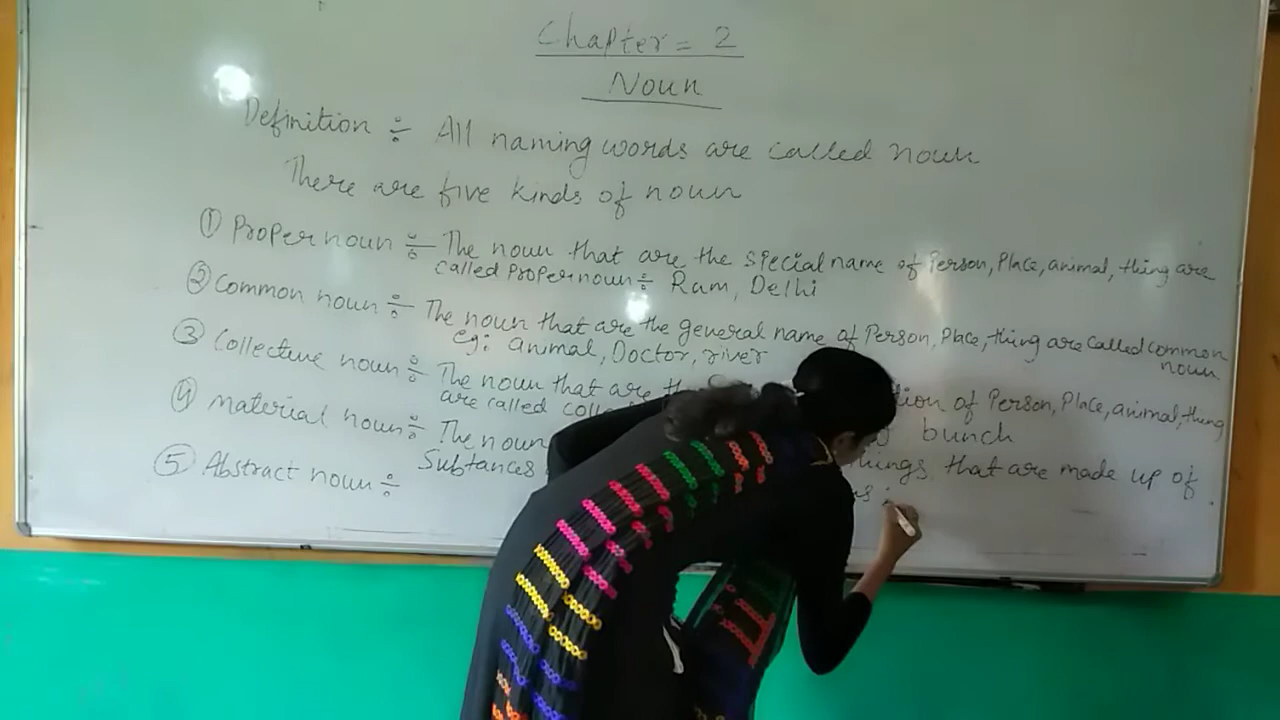 Chapter = 2
Noun
Definition ÷ All naming words are called noun
There are five kinds of noun
① Proper noun ÷ The noun that are the special name of Person, Place, animal, thing are
called Proper noun ÷ Ram, Delhi
② Common noun ÷ The noun that are the general name of Person, Place, thing are called common
noun
eg: animal, Doctor, river
③ Collective noun ÷ The noun that are the of Person, Place, animal, thing
are called bunch
④ material noun ÷ The noun things that are made up of
Subtances
⑤ Abstract noun ÷